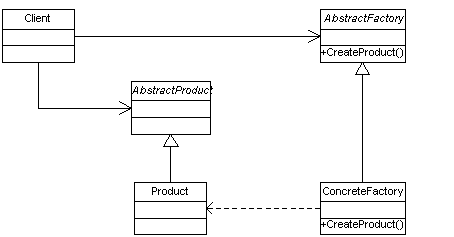 Client
AbstractFactory
+CreateProduct()
AbstractProduct
Product
ConcreteFactory
+CreateProduct()